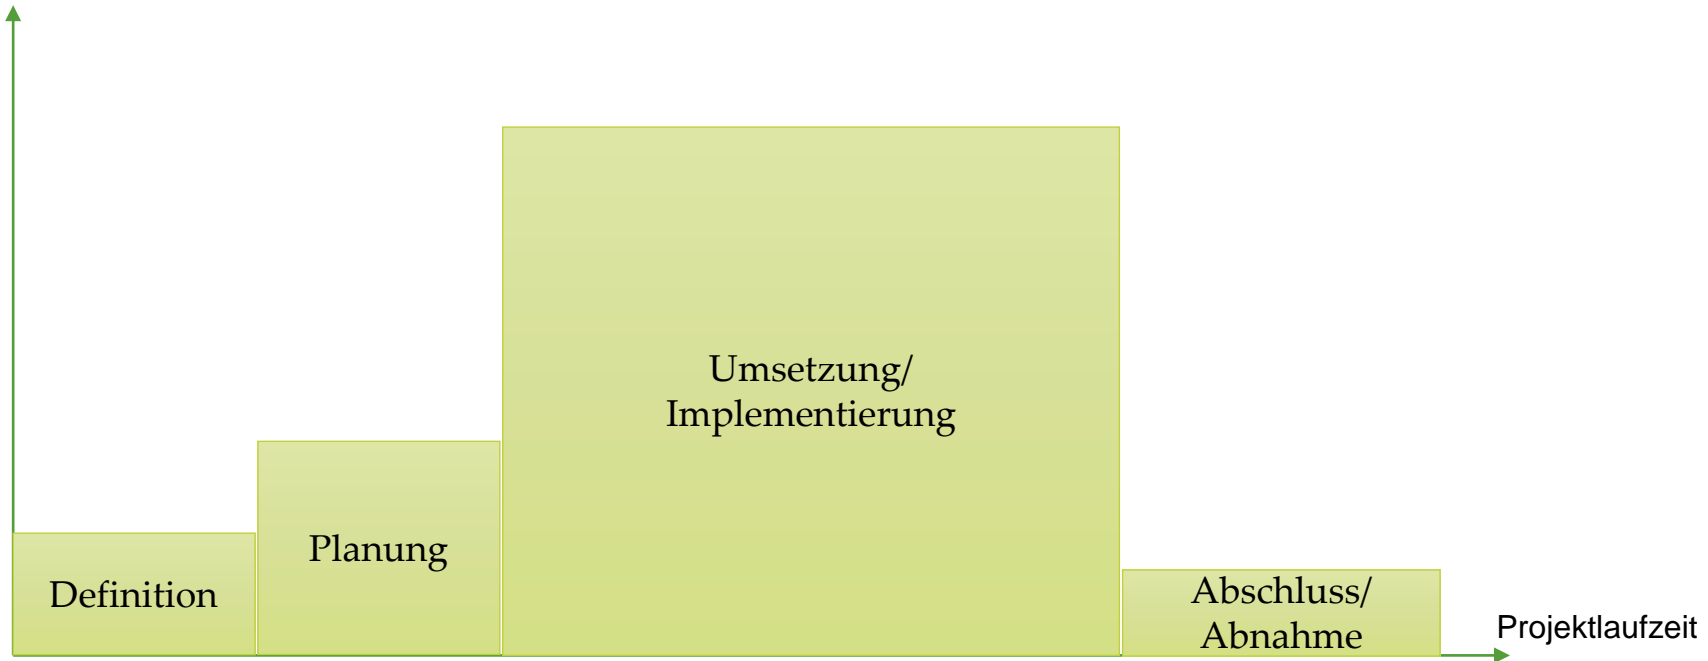 Umsetzung/
Implementierung
Planung
Definition
Abschluss/
Abnahme
Projektlaufzeit